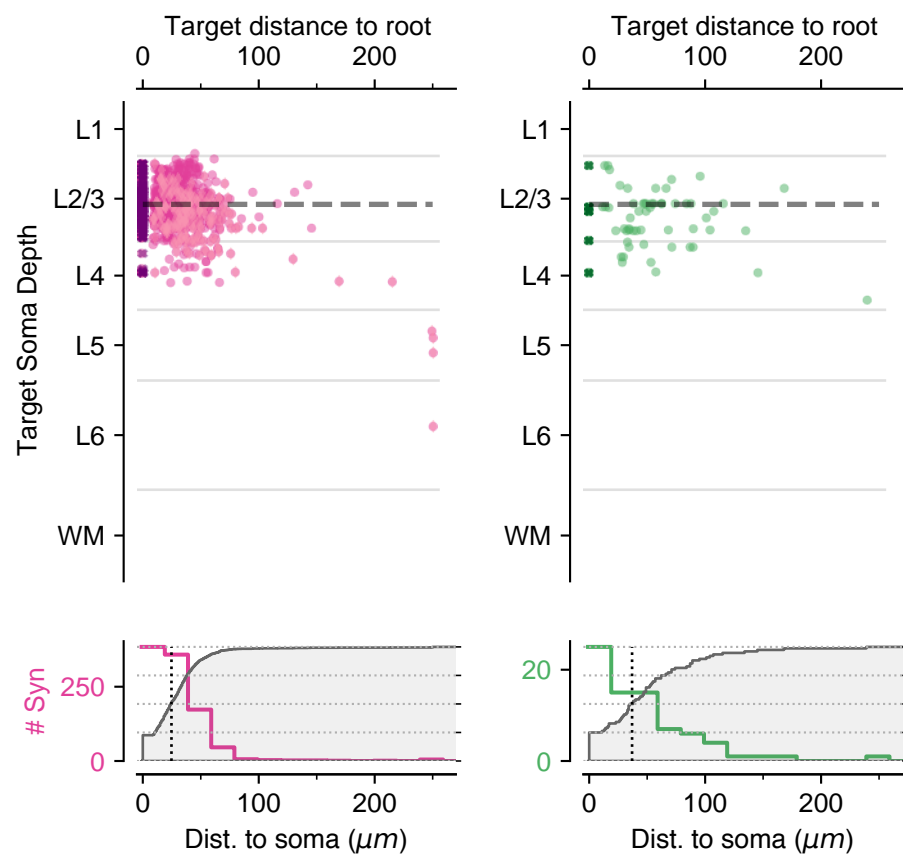 Target distance to root
0 100 200
Target distance to root
0 100 200
Target Soma Depth
L1
L2/3
L4
L5
L6
WM
L1
L2/3
L4
L5
L6
WM
# Syn
250
0
0 100 200
Dist. to soma (μm)
20
0
0 100 200
Dist. to soma (μm)